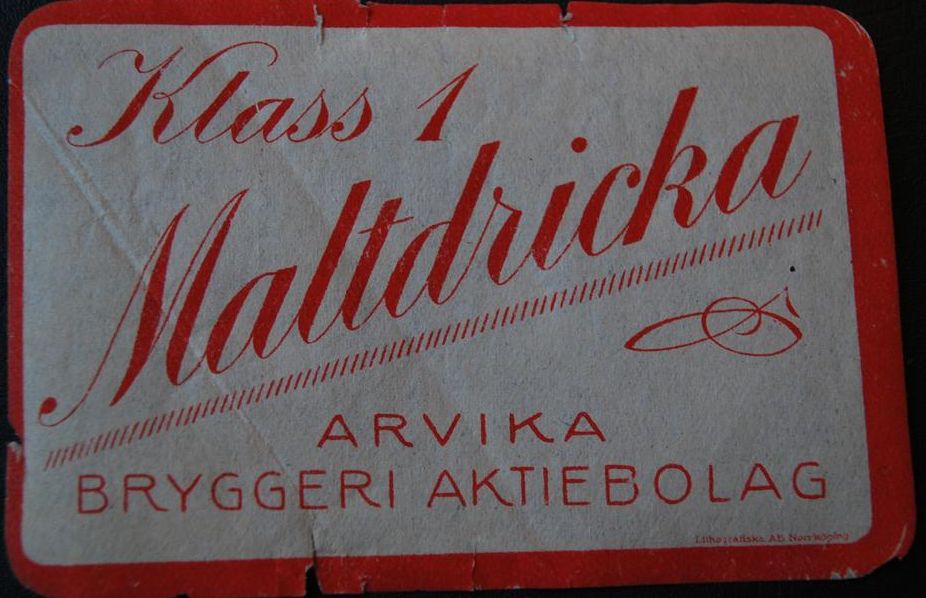 Klass 1
Maltdricka
ARVIKA
BRYGGERI AKTIEBOLAG
Lithografiska AB. Norrköping